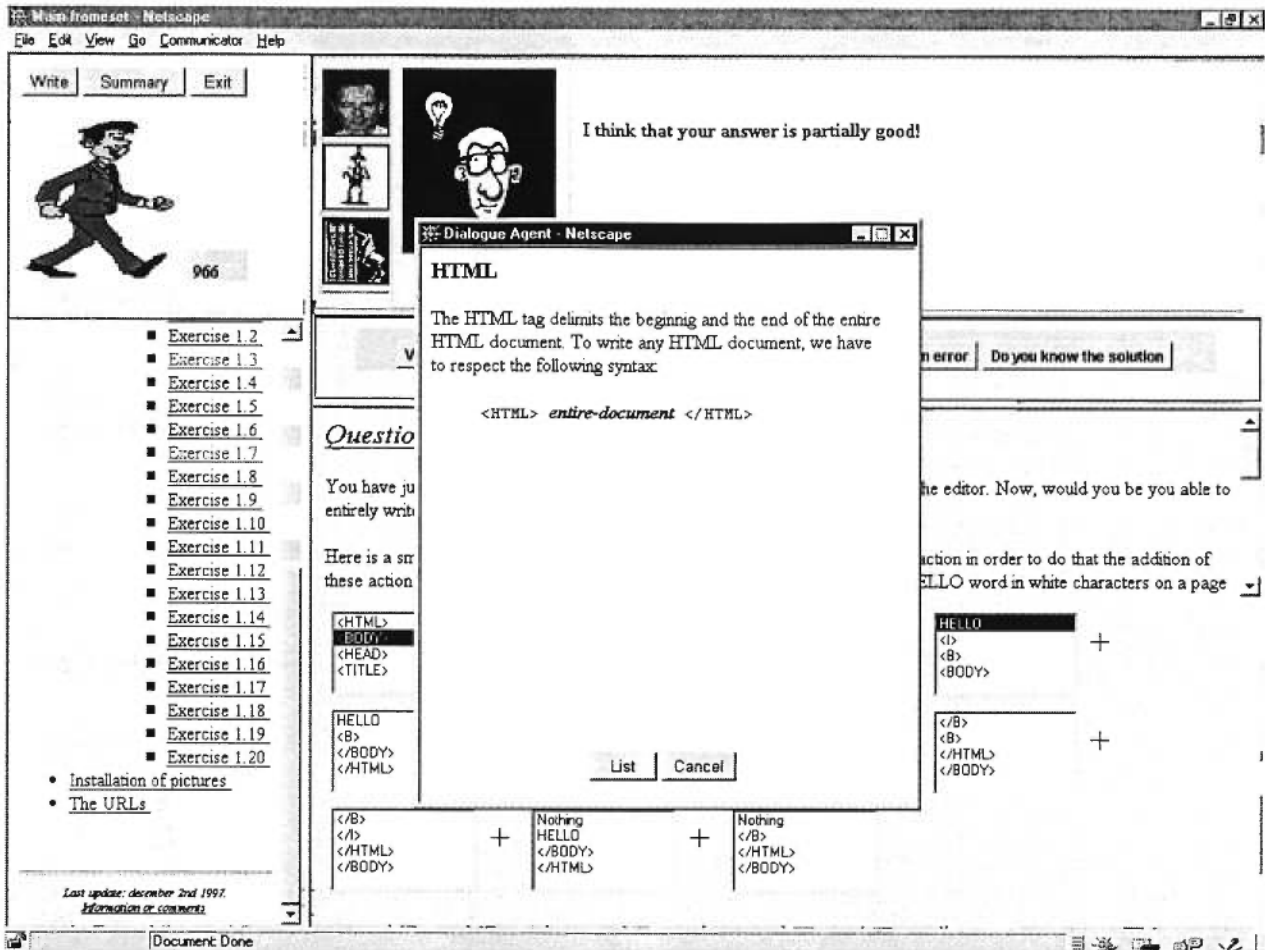 Main frameset - Netscape
File Edit View Go Communicator Help
Write Summary Exit
966
I think that your answer is partially good!
Exercise 1.2
Exercise 1.3
Exercise 1.4
Exercise 1.5
Exercise 1.6
Exercise 1.7
Exercise 1.8
Exercise 1.9
Exercise 1.10
Exercise 1.11
Exercise 1.12
Exercise 1.13
Exercise 1.14
Exercise 1.15
Exercise 1.16
Exercise 1.17
Exercise 1.18
Exercise 1.19
Exercise 1.20
Installation of pictures
The URLs
Last update: desember 2nd 1997.
Information or comments
Dialogue Agent - Netscape
HTML
The HTML tag delimits the beginnig and the end of the entire
HTML document. To write any HTML document, we have
to respect the following syntax:
<HTML> entire-document </HTML>
List Cancel
V
n error Do you know the solution
Questio
You have ju he editor. Now, would you be you able to
entirely writ
Here is a sm action in order to do that the addition of
these action ELLO word in white characters on a page
<HTML>
<BODY>
<HEAD>
<TITLE>
HELLO
<I>
<B>
<BODY>
+
HELLO
<B>
</BODY>
</HTML>
</B>
<B>
</HTML>
</BODY>
+
</B>
</I>
</HTML>
</BODY>
+
Nothing
HELLO
</BODY>
</HTML>
+
Nothing
</B>
</HTML>
</BODY>
Document: Done